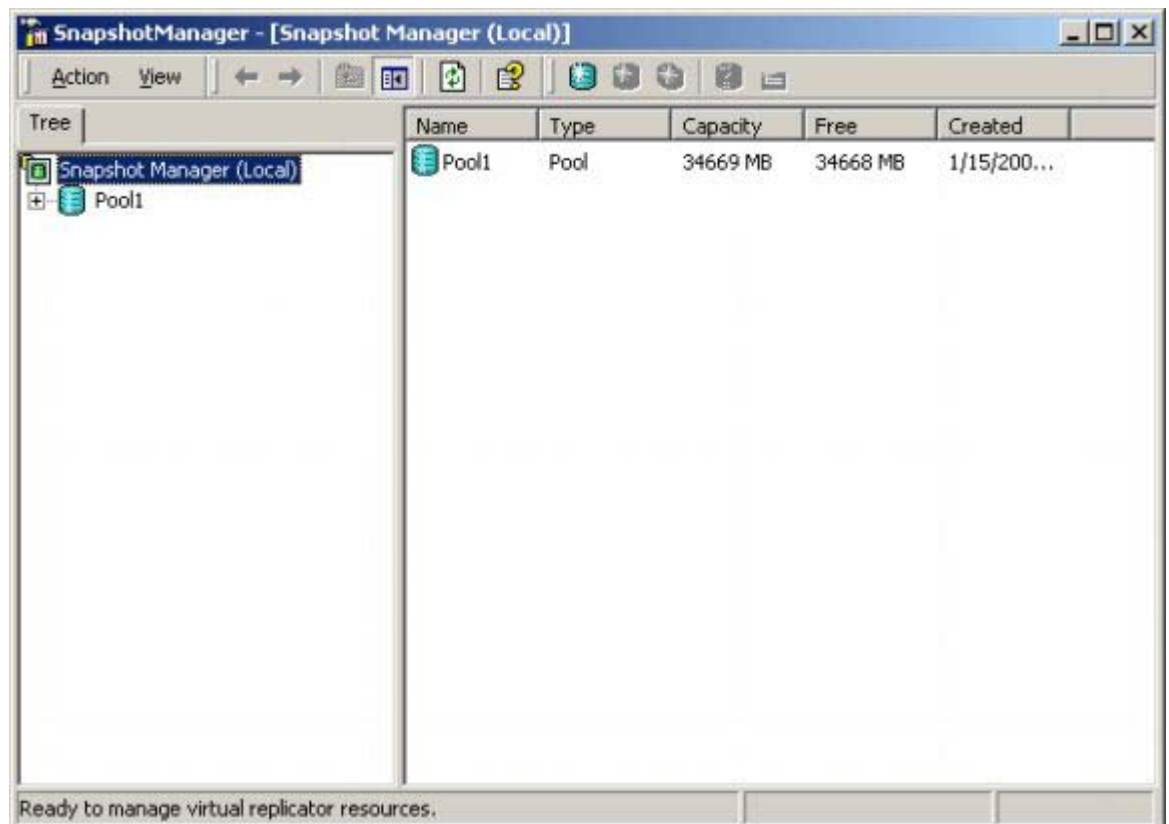 SnapshotManager - [Snapshot Manager (Local)]
Action View
Tree
Name Type Capacity Free Created
Snapshot Manager (Local)
Pool1
Pool1 Pool 34669 MB 34668 MB 1/15/200...
Ready to manage virtual replicator resources.